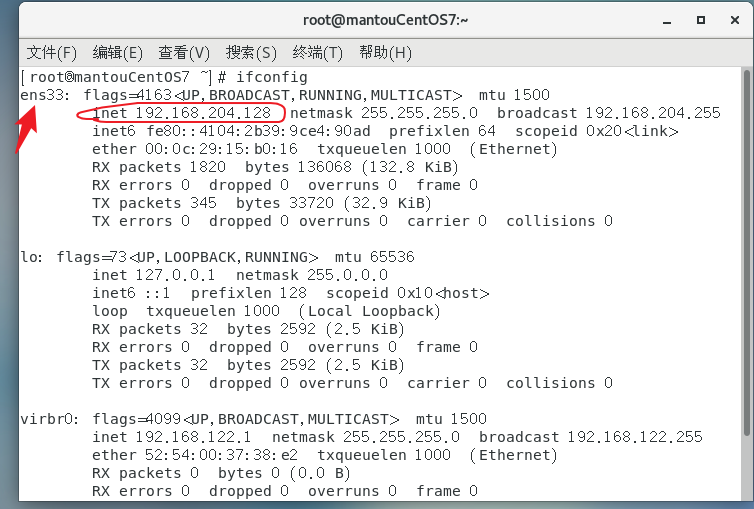 root@mantouCentOS7:~
文件(F) 编辑(E) 查看(V) 搜索(S) 终端(T) 帮助(H)
[root@mantouCentOS7 ~]# ifconfig
ens33: flags=4163<UP,BROADCAST,RUNNING,MULTICAST> mtu 1500
inet 192.168.204.128 netmask 255.255.255.0 broadcast 192.168.204.255
inet6 fe80::4104:2b39:9ce4:90ad prefixlen 64 scopeid 0x20<link>
ether 00:0c:29:15:b0:16 txqueuelen 1000 (Ethernet)
RX packets 1820 bytes 136068 (132.8 KiB)
RX errors 0 dropped 0 overruns 0 frame 0
TX packets 345 bytes 33720 (32.9 KiB)
TX errors 0 dropped 0 overruns 0 carrier 0 collisions 0
lo: flags=73<UP,LOOPBACK,RUNNING> mtu 65536
inet 127.0.0.1 netmask 255.0.0.0
inet6 ::1 prefixlen 128 scopeid 0x10<host>
loop txqueuelen 1000 (Local Loopback)
RX packets 32 bytes 2592 (2.5 KiB)
RX errors 0 dropped 0 overruns 0 frame 0
TX packets 32 bytes 2592 (2.5 KiB)
TX errors 0 dropped 0 overruns 0 carrier 0 collisions 0
virbr0: flags=4099<UP,BROADCAST,MULTICAST> mtu 1500
inet 192.168.122.1 netmask 255.255.255.0 broadcast 192.168.122.255
ether 52:54:00:37:38:e2 txqueuelen 1000 (Ethernet)
RX packets 0 bytes 0 (0.0 B)
RX errors 0 dropped 0 overruns 0 frame 0